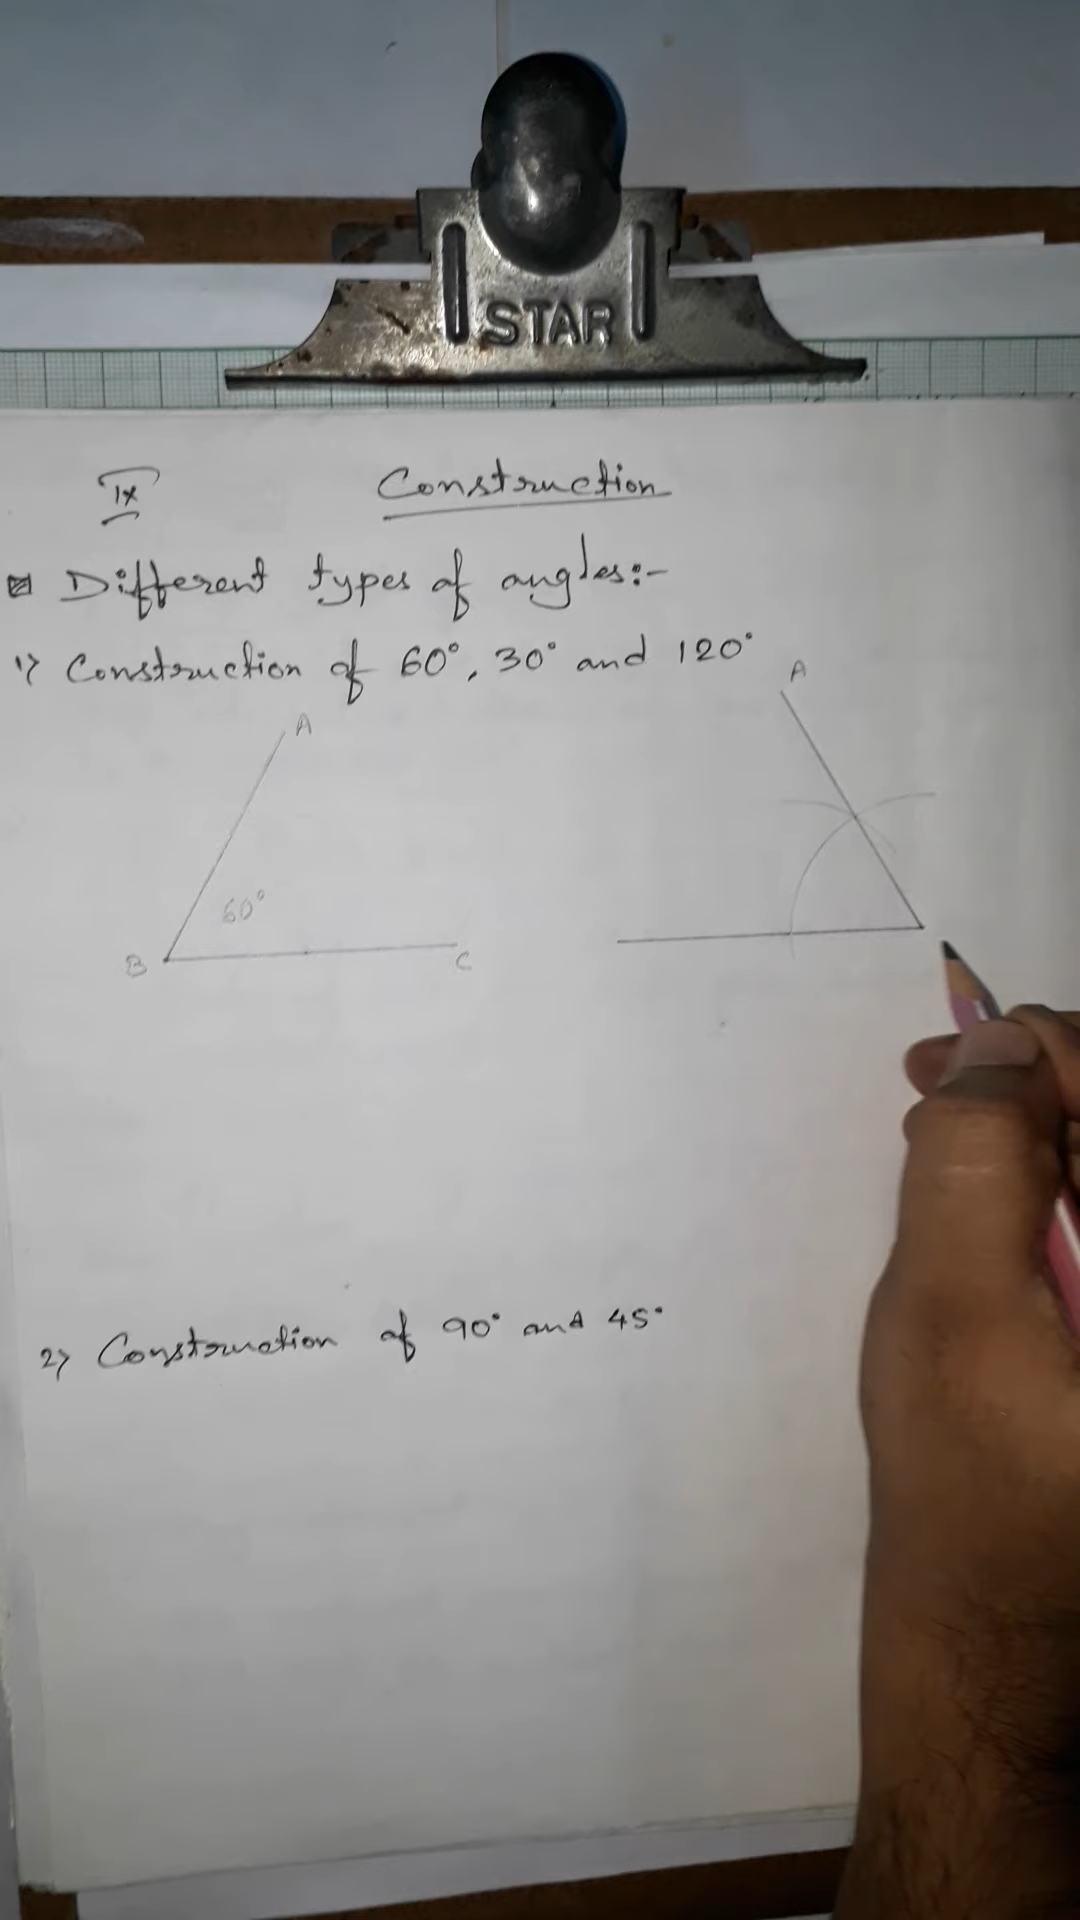 STAR
IX
Construction
Different types of angles:-
1) Construction of 60°, 30° and 120°
A
A
60°
B
C
2) Construction of 90° and 45°